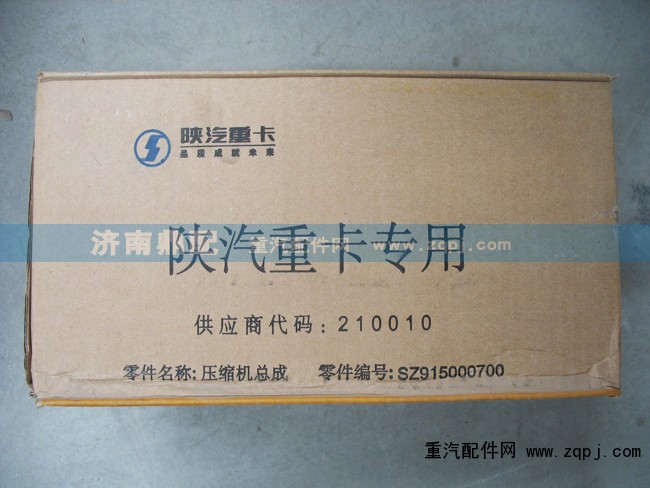 陕汽重卡
品质成就未来
济南鼎
重汽配件网 www.zqpj.com
陕汽重卡专用
供应商代码：210010
零件名称：压缩机总成 零件编号：SZ915000700
重汽配件网 www.zqpj.com